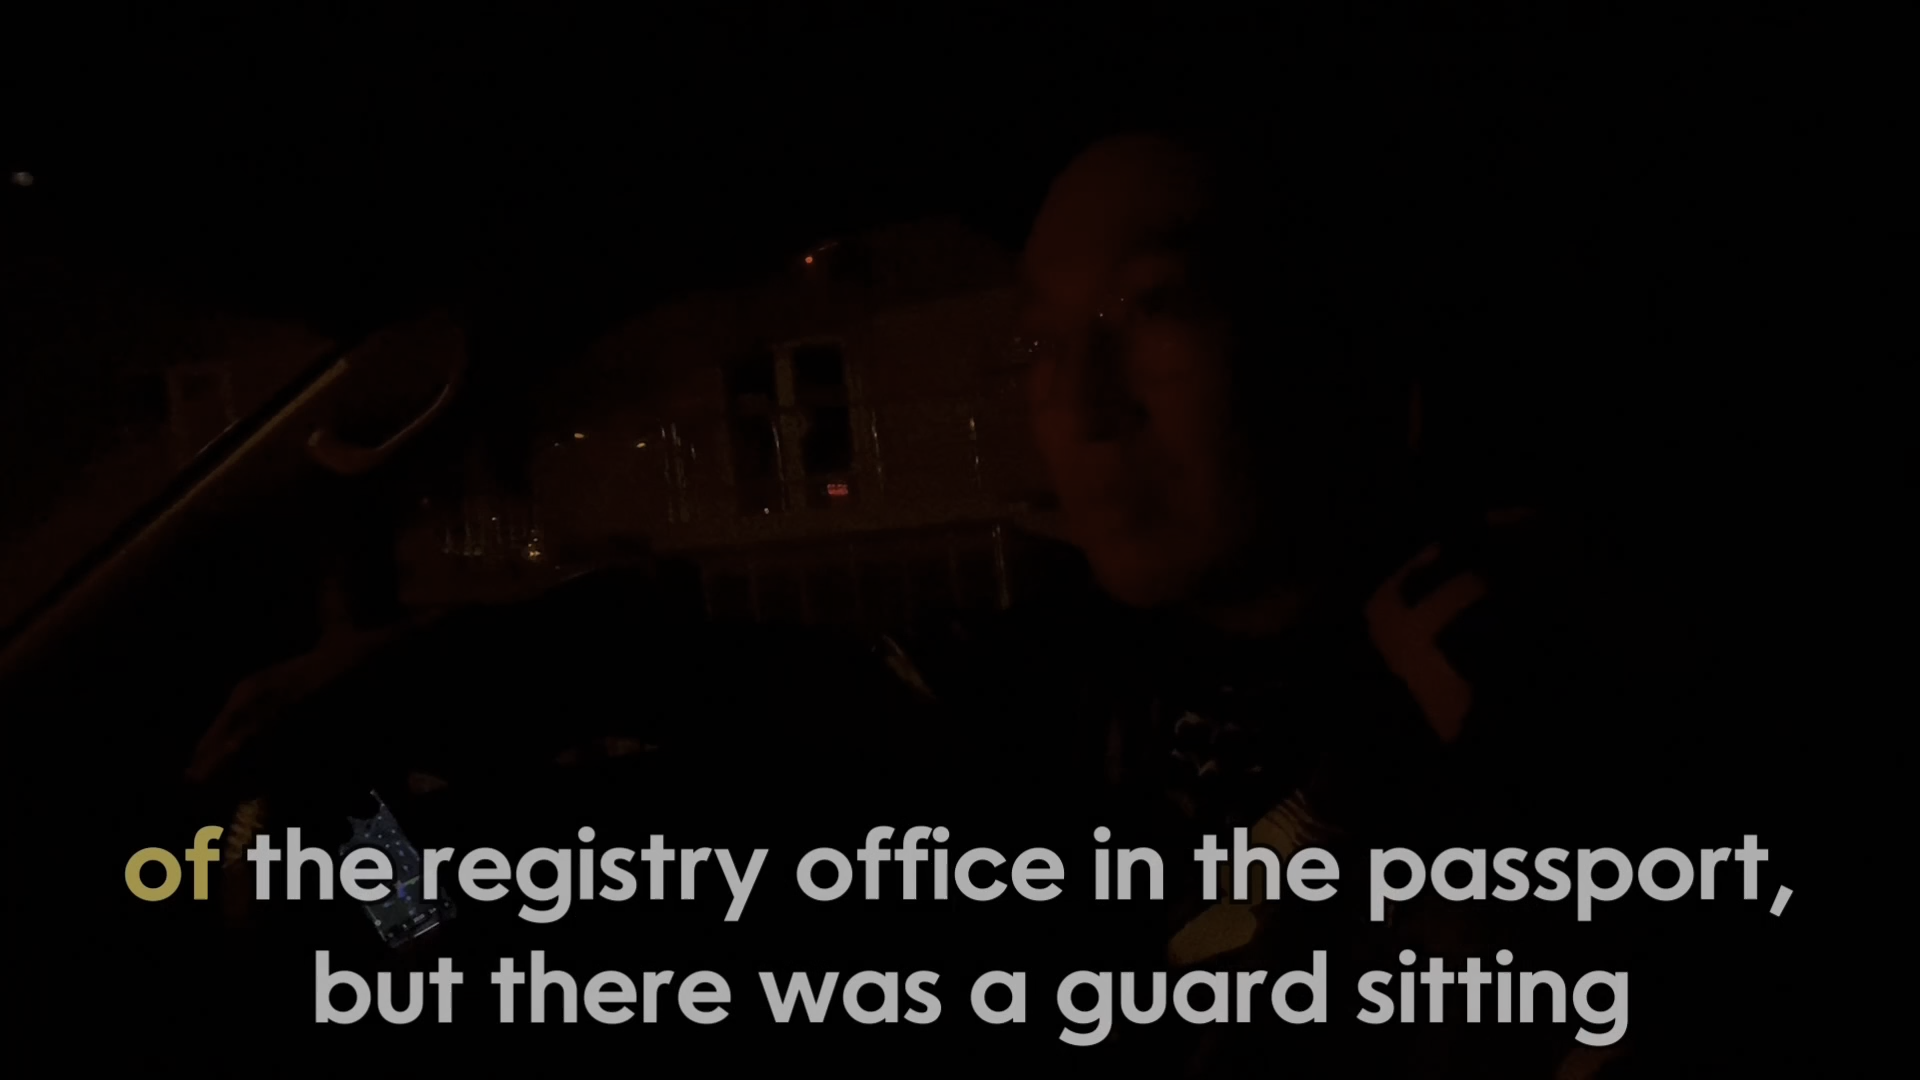 of the registry office in the passport,
but there was a guard sitting